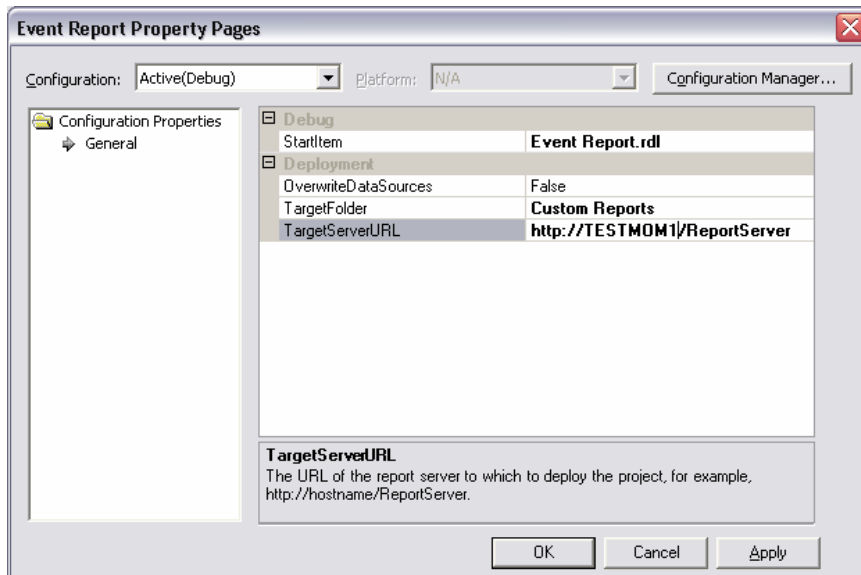 Event Report Property Pages
Configuration: Active(Debug) Platform: N/A Configuration Manager...
Configuration Properties
General
Debug
StartItem Event Report.rdl
Deployment
OverwriteDataSources False
TargetFolder Custom Reports
TargetServerURL http://TESTMOM1/ReportServer
TargetServerURL
The URL of the report server to which to deploy the project, for example,
http://hostname/ReportServer.
OK Cancel Apply